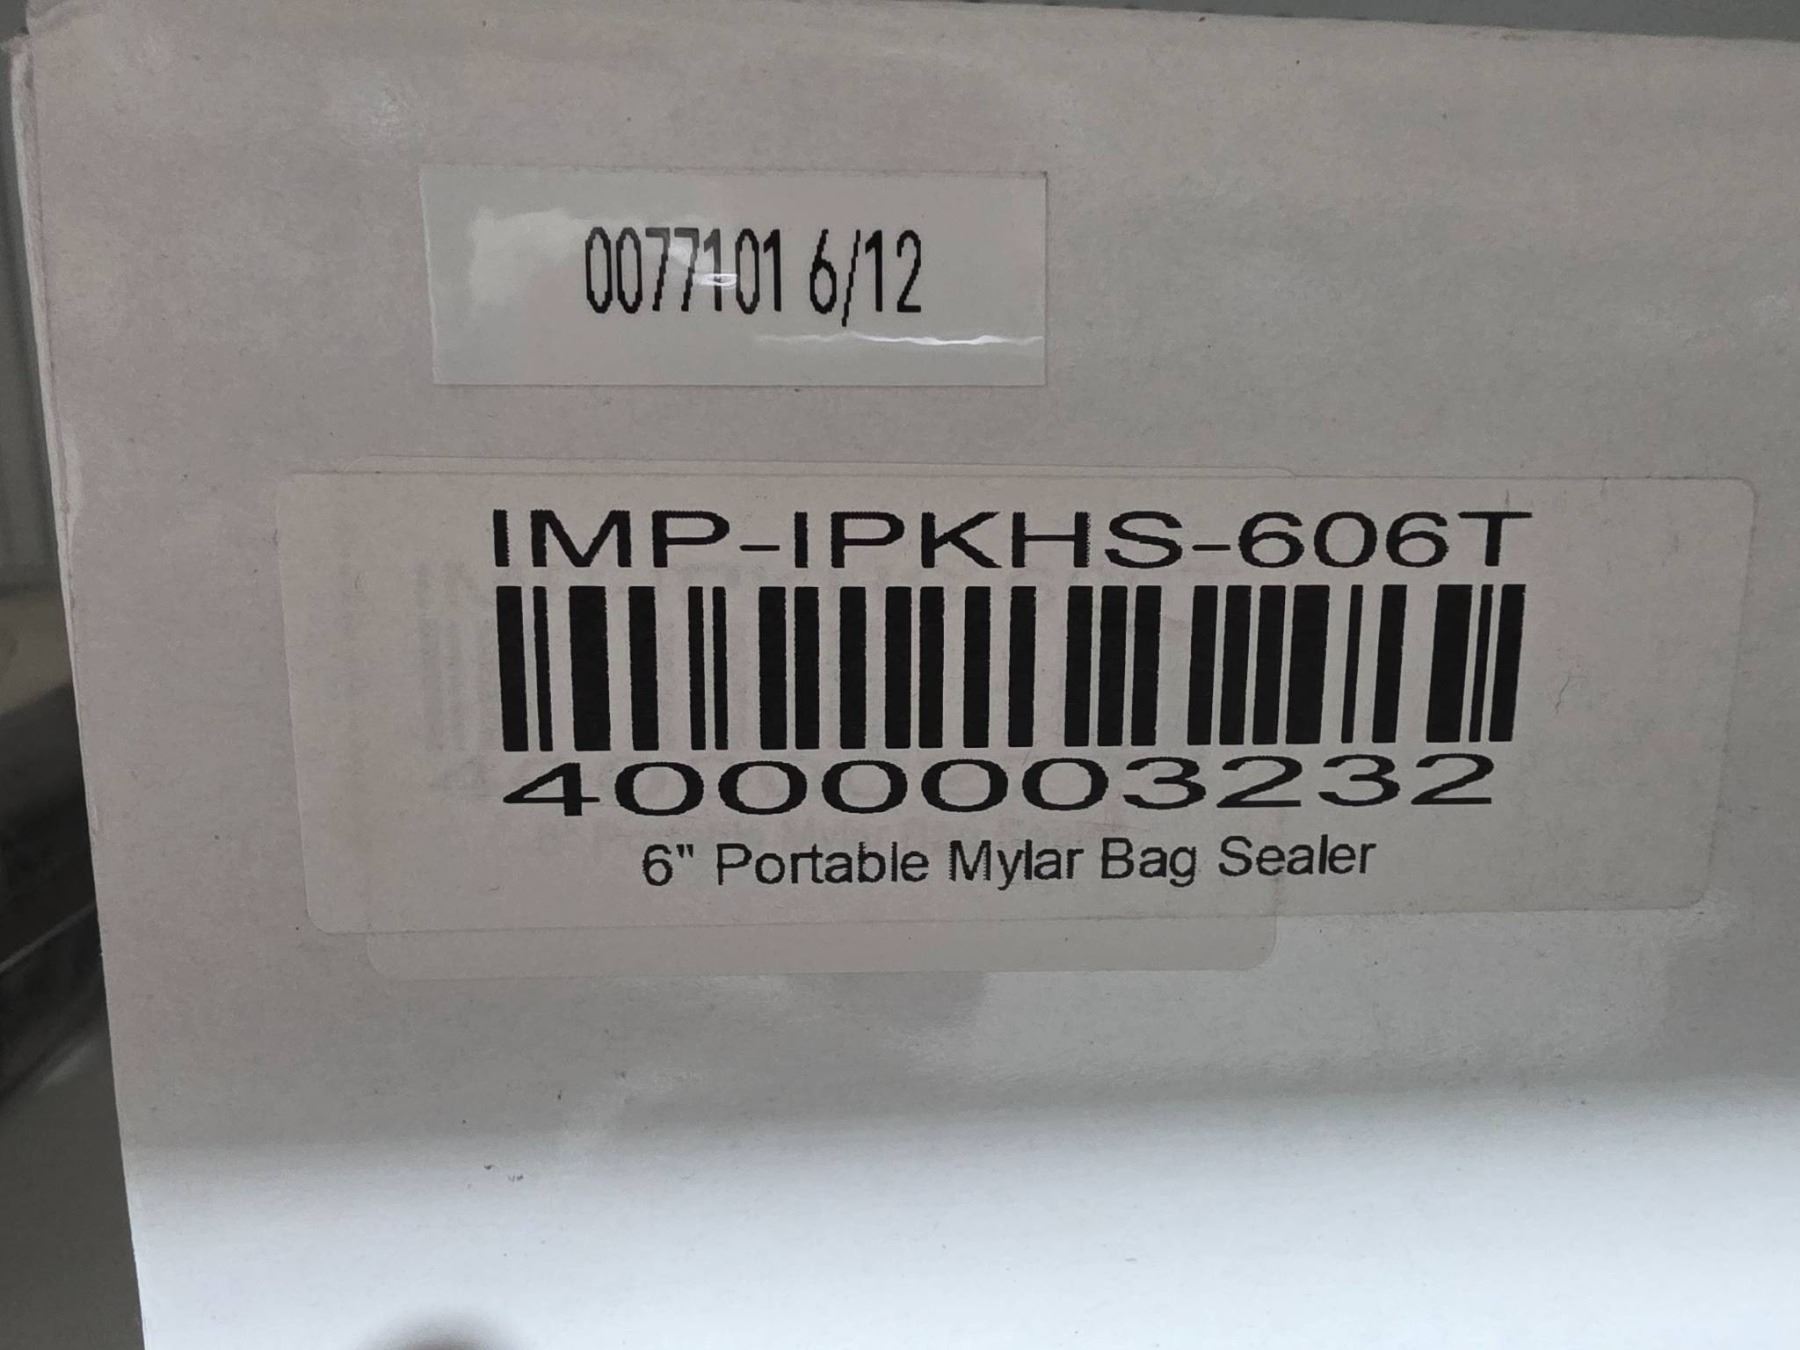 0077101 6/12
IMP-IPKHS-606T
4000003232
6" Portable Mylar Bag Sealer